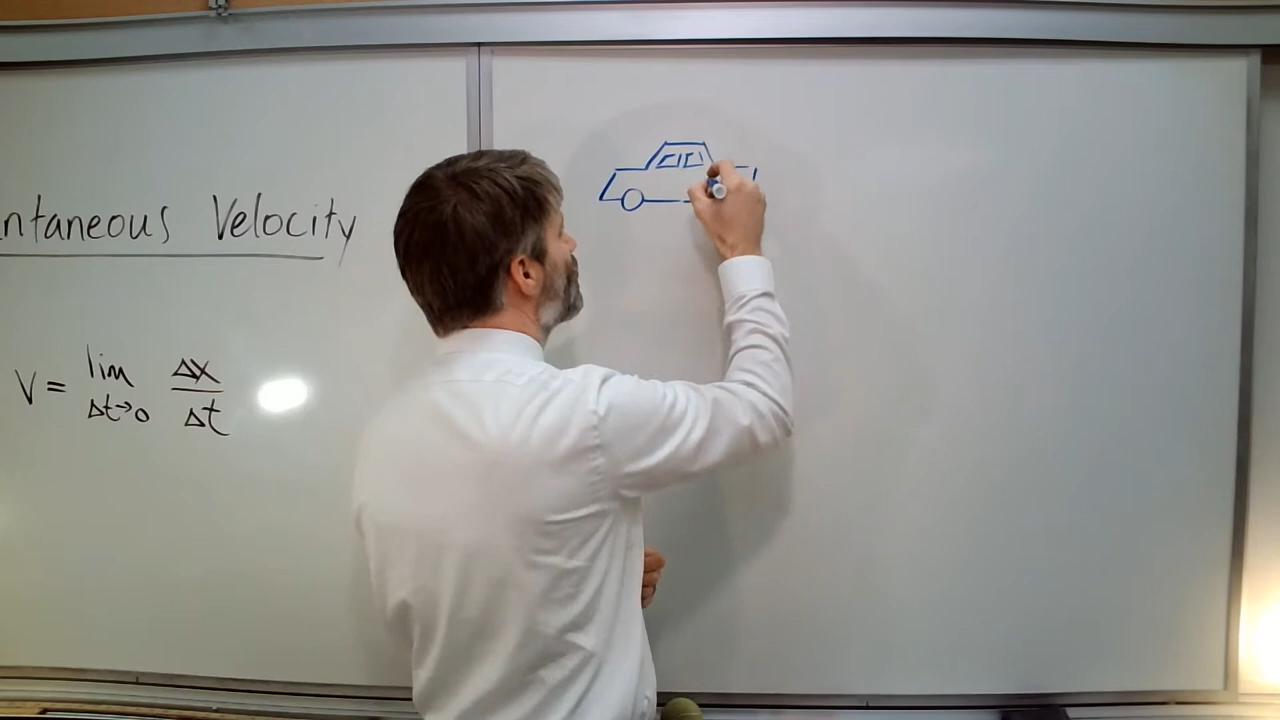 ntaneous Velocity
V = lim Δx
Δt→0 Δt